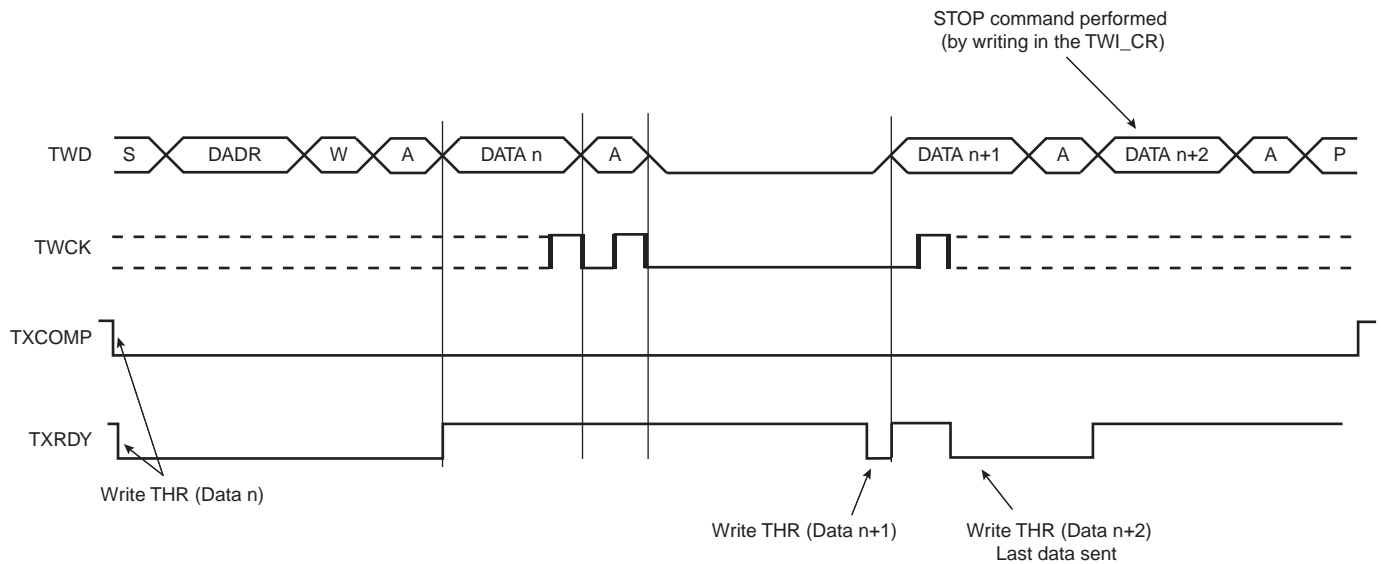 STOP command performed
(by writing in the TWI_CR)
TWD S DADR W A DATA n A DATA n+1 A DATA n+2 A P
TWCK
TXCOMP
TXRDY
Write THR (Data n)
Write THR (Data n+1)
Write THR (Data n+2)
Last data sent